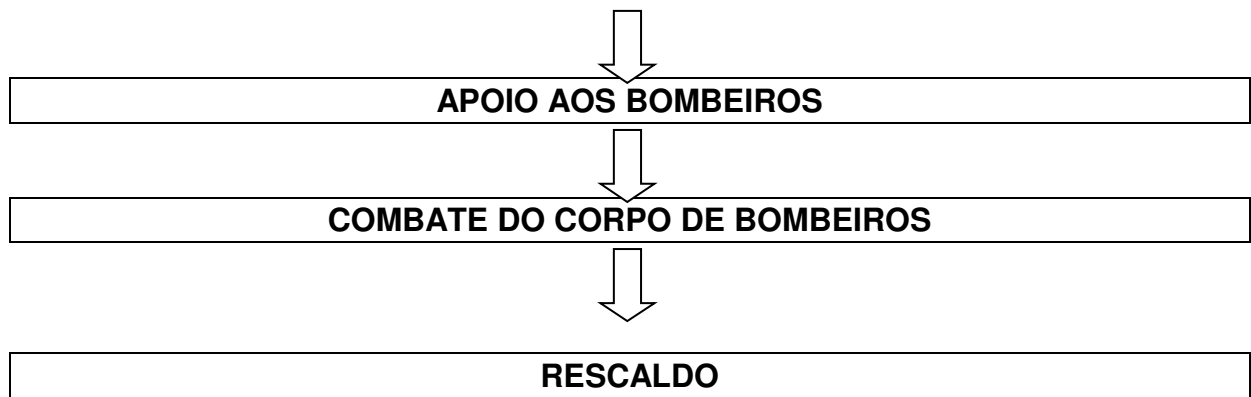 APOIO AOS BOMBEIROS
COMBATE DO CORPO DE BOMBEIROS
RESCALDO